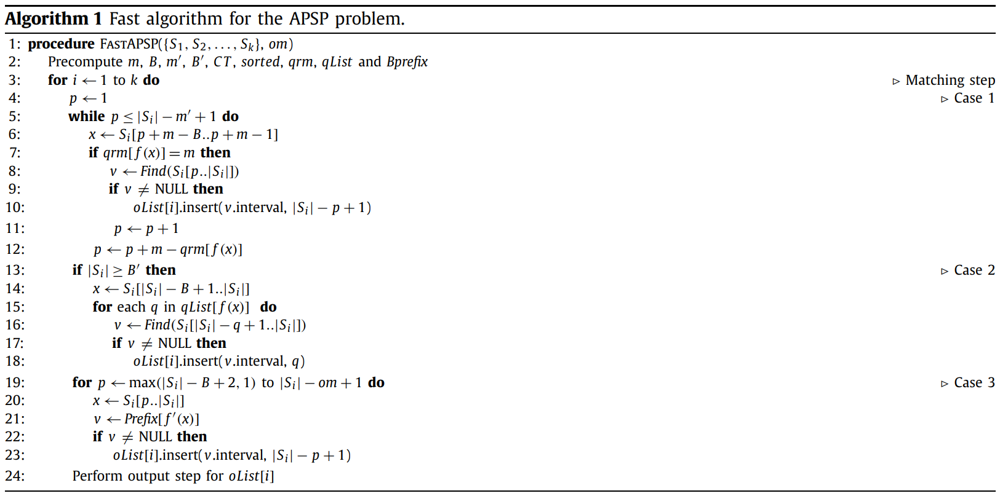 Algorithm 1 Fast algorithm for the APSP problem.
1: procedure FASTAPSP({S₁, S₂, ..., Sₖ}, om)
2: Precompute m, B, m′, B′, CT, sorted, qrm, qList and Bprefix
3: for i ← 1 to k do ▷ Matching step
4: p ← 1 ▷ Case 1
5: while p ≤ |Sᵢ| − m′ + 1 do
6: x ← Sᵢ[p + m − B..p + m − 1]
7: if qrm[f(x)] = m then
8: v ← Find(Sᵢ[p..|Sᵢ|])
9: if v ≠ NULL then
10: oList[i].insert(v.interval, |Sᵢ| − p + 1)
11: p ← p + 1
12: p ← p + m − qrm[f(x)]
13: if |Sᵢ| ≥ B′ then ▷ Case 2
14: x ← Sᵢ[|Sᵢ| − B + 1..|Sᵢ|]
15: for each q in qList[f(x)] do
16: v ← Find(Sᵢ[|Sᵢ| − q + 1..|Sᵢ|])
17: if v ≠ NULL then
18: oList[i].insert(v.interval, q)
19: for p ← max(|Sᵢ| − B + 2, 1) to |Sᵢ| − om + 1 do ▷ Case 3
20: x ← Sᵢ[p..|Sᵢ|]
21: v ← Prefix[f′(x)]
22: if v ≠ NULL then
23: oList[i].insert(v.interval, |Sᵢ| − p + 1)
24: Perform output step for oList[i]